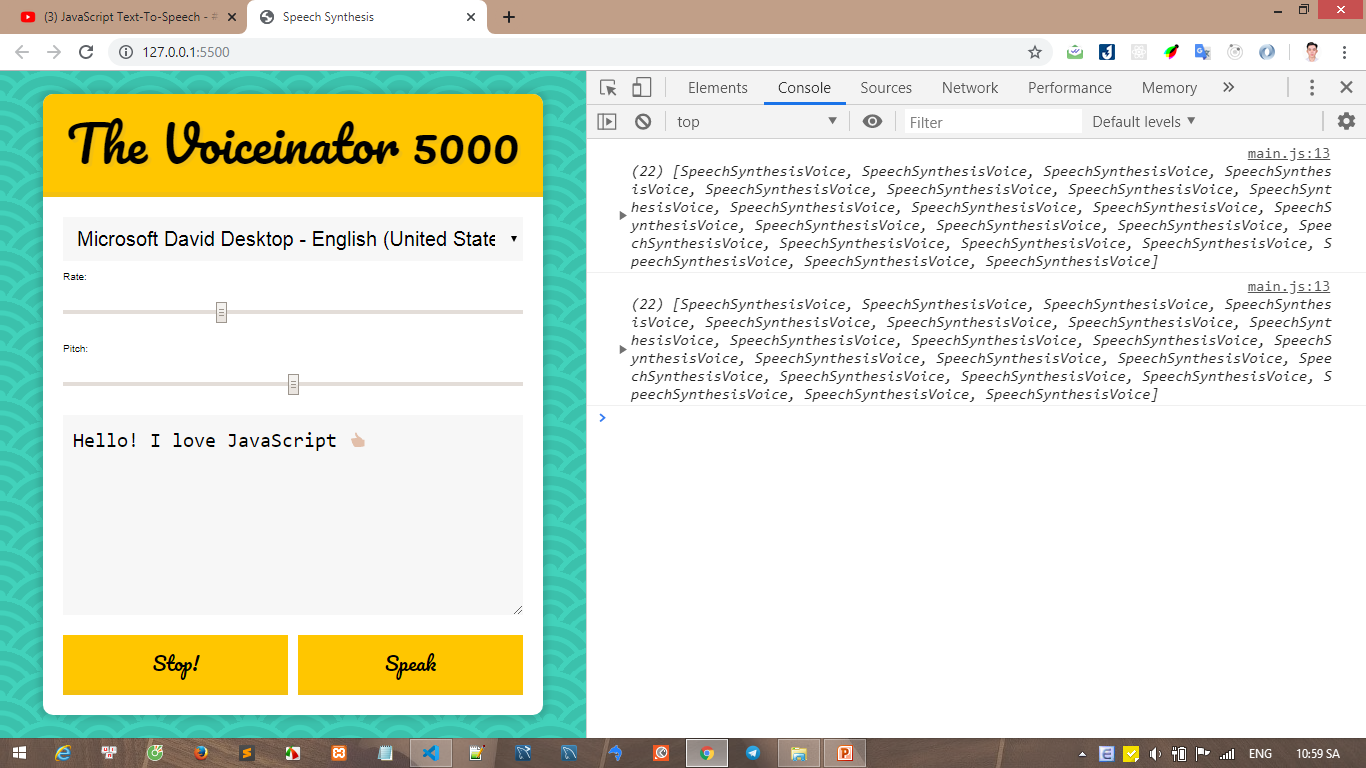 (3) JavaScript Text-To-Speech - #
Speech Synthesis
127.0.0.1:5500
The Voiceinator 5000
Microsoft David Desktop - English (United State
Rate:
Pitch:
Hello! I love JavaScript 👍🏼
Stop!
Speak
Elements
Console
Sources
Network
Performance
Memory
top
Filter
Default levels
main.js:13
(22) [SpeechSynthesisVoice, SpeechSynthesisVoice, SpeechSynthesisVoice, SpeechSynthes
isVoice, SpeechSynthesisVoice, SpeechSynthesisVoice, SpeechSynthesisVoice, SpeechSynt
hesisVoice, SpeechSynthesisVoice, SpeechSynthesisVoice, SpeechSynthesisVoice, SpeechS
ynthesisVoice, SpeechSynthesisVoice, SpeechSynthesisVoice, SpeechSynthesisVoice, Spee
chSynthesisVoice, SpeechSynthesisVoice, SpeechSynthesisVoice, SpeechSynthesisVoice, S
peechSynthesisVoice, SpeechSynthesisVoice, SpeechSynthesisVoice]
main.js:13
(22) [SpeechSynthesisVoice, SpeechSynthesisVoice, SpeechSynthesisVoice, SpeechSynthes
isVoice, SpeechSynthesisVoice, SpeechSynthesisVoice, SpeechSynthesisVoice, SpeechSynt
hesisVoice, SpeechSynthesisVoice, SpeechSynthesisVoice, SpeechSynthesisVoice, SpeechS
ynthesisVoice, SpeechSynthesisVoice, SpeechSynthesisVoice, SpeechSynthesisVoice, Spee
chSynthesisVoice, SpeechSynthesisVoice, SpeechSynthesisVoice, SpeechSynthesisVoice, S
peechSynthesisVoice, SpeechSynthesisVoice, SpeechSynthesisVoice]
ENG
10:59 SA